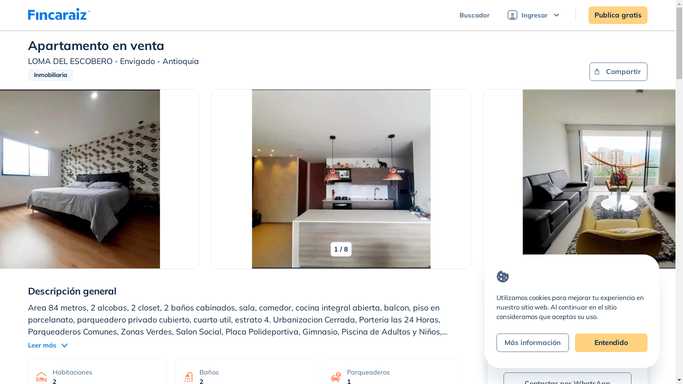 Fincaraiz
Buscador
Ingresar
Publica gratis
Apartamento en venta
LOMA DEL ESCOBERO - Envigado - Antioquia
Inmobiliaria
Compartir
1 / 8
Descripción general
Area 84 metros, 2 alcobas, 2 closet, 2 baños cabinados, sala, comedor, cocina integral abierta, balcon, piso en
porcelanato, parqueadero privado cubierto, cuarto util, estrato 4. Urbanizacion Cerrada, Porteria las 24 Horas,
Parqueaderos Comunes, Zonas Verdes, Salon Social, Placa Polideportiva, Gimnasio, Piscina de Adultos y Niños,...
Leer más
Habitaciones
2
Baños
2
Parqueaderos
1
Utilizamos cookies para mejorar tu experiencia en
nuestro sitio web. Al continuar en el sitio
consideramos que aceptas su uso.
Más información
Entendido
Contactar por WhatsApp